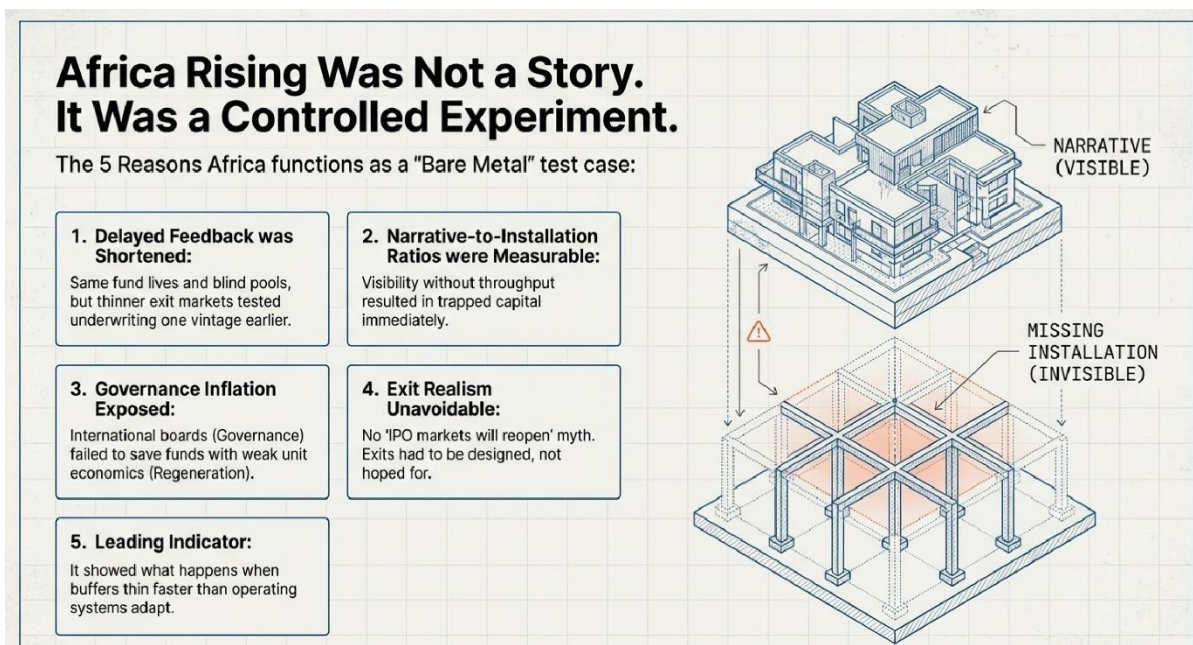 Africa Rising Was Not a Story.
It Was a Controlled Experiment.
The 5 Reasons Africa functions as a "Bare Metal" test case:
1. Delayed Feedback was
Shortened:
Same fund lives and blind pools,
but thinner exit markets tested
underwriting one vintage earlier.
2. Narrative-to-Installation
Ratios were Measurable:
Visibility without throughput
resulted in trapped capital
immediately.
3. Governance Inflation
Exposed:
International boards (Governance)
failed to save funds with weak unit
economics (Regeneration).
4. Exit Realism
Unavoidable:
No 'IPO markets will reopen' myth.
Exits had to be designed, not
hoped for.
5. Leading Indicator:
It showed what happens when
buffers thin faster than operating
systems adapt.
NARRATIVE
(VISIBLE)
MISSING
INSTALLATION
(INVISIBLE)